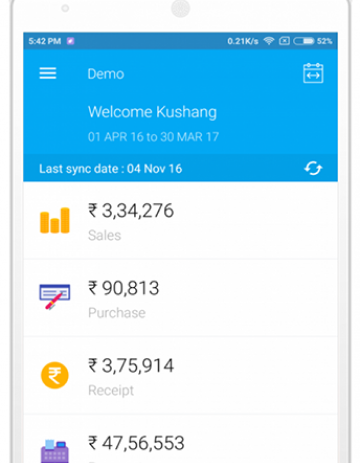 5:42 PM
0.21K/s 52%
Demo
Welcome Kushang
01 APR 16 to 30 MAR 17
Last sync date : 04 Nov 16
₹ 3,34,276
Sales
₹ 90,813
Purchase
₹ 3,75,914
Receipt
₹ 47,56,553